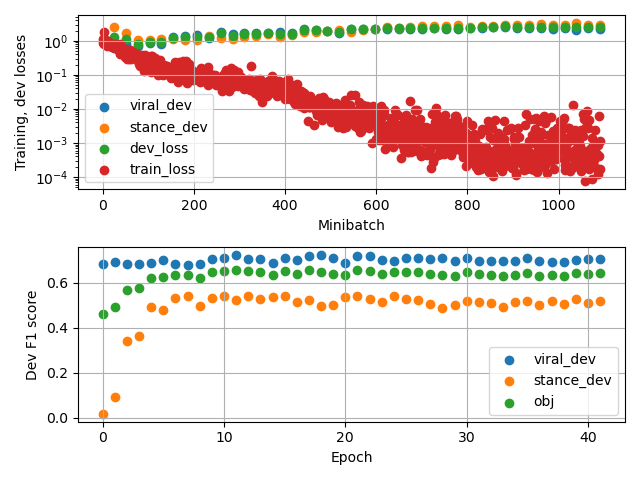 Training, dev losses
10⁰
10⁻¹
10⁻²
10⁻³
10⁻⁴
viral_dev
stance_dev
dev_loss
train_loss
0 200 400 600 800 1000
Minibatch
Dev F1 score
0.6
0.4
0.2
0.0
viral_dev
stance_dev
obj
0 10 20 30 40
Epoch